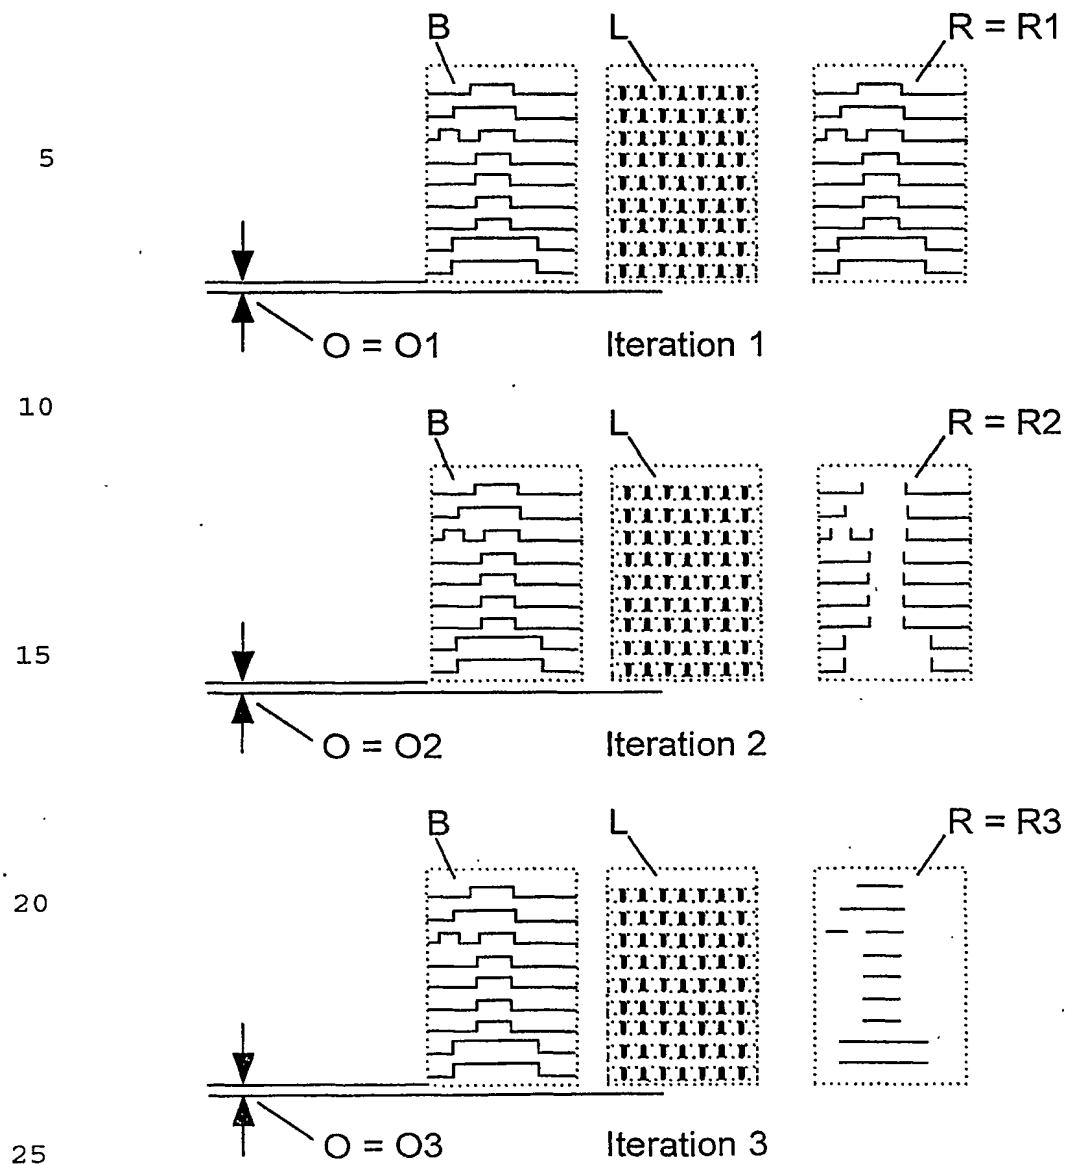 B L R = R1
5
O = O1 Iteration 1
10
B L R = R2
15
O = O2 Iteration 2
B L R = R3
20
O = O3 Iteration 3
25